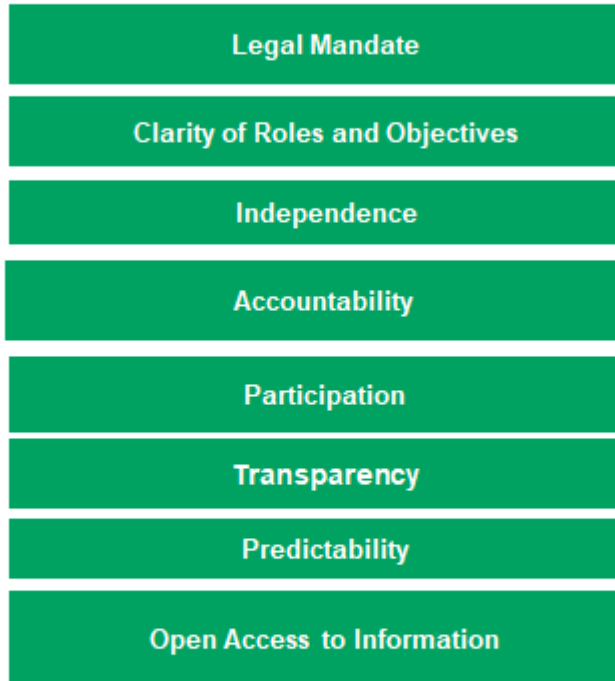 Legal Mandate
Clarity of Roles and Objectives
Independence
Accountability
Participation
Transparency
Predictability
Open Access to Information